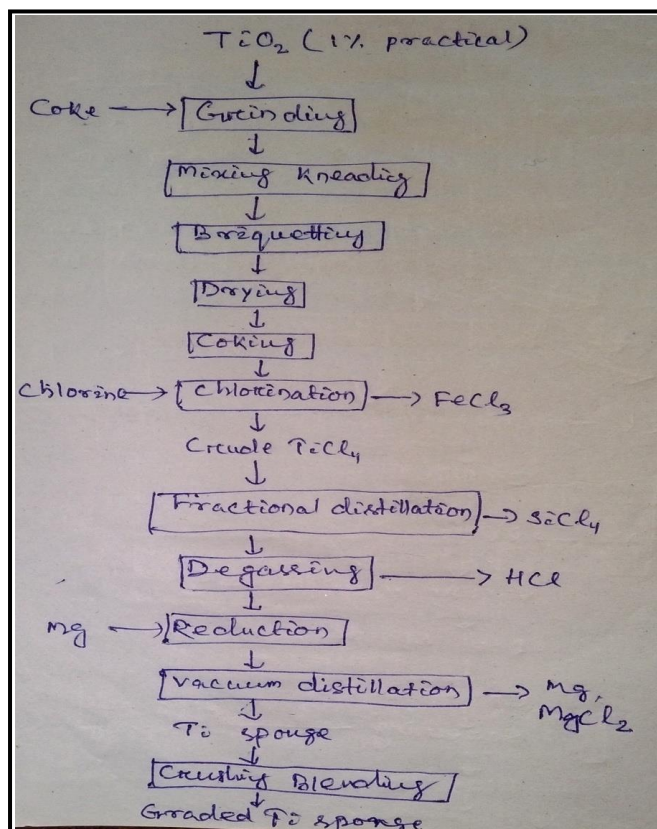 TiO2 (1% practical)
Coke → Grinding
Mixing Kneading
Briquetting
Drying
Coking
Chlorine → Chlorination → FeCl3
Crude TiCl4
Fractional distillation → SiCl4
Degassing → HCl
Mg → Reduction
Vacuum distillation → Mg,
MgCl2
Ti sponge
Crushing Blending
Graded Ti sponge